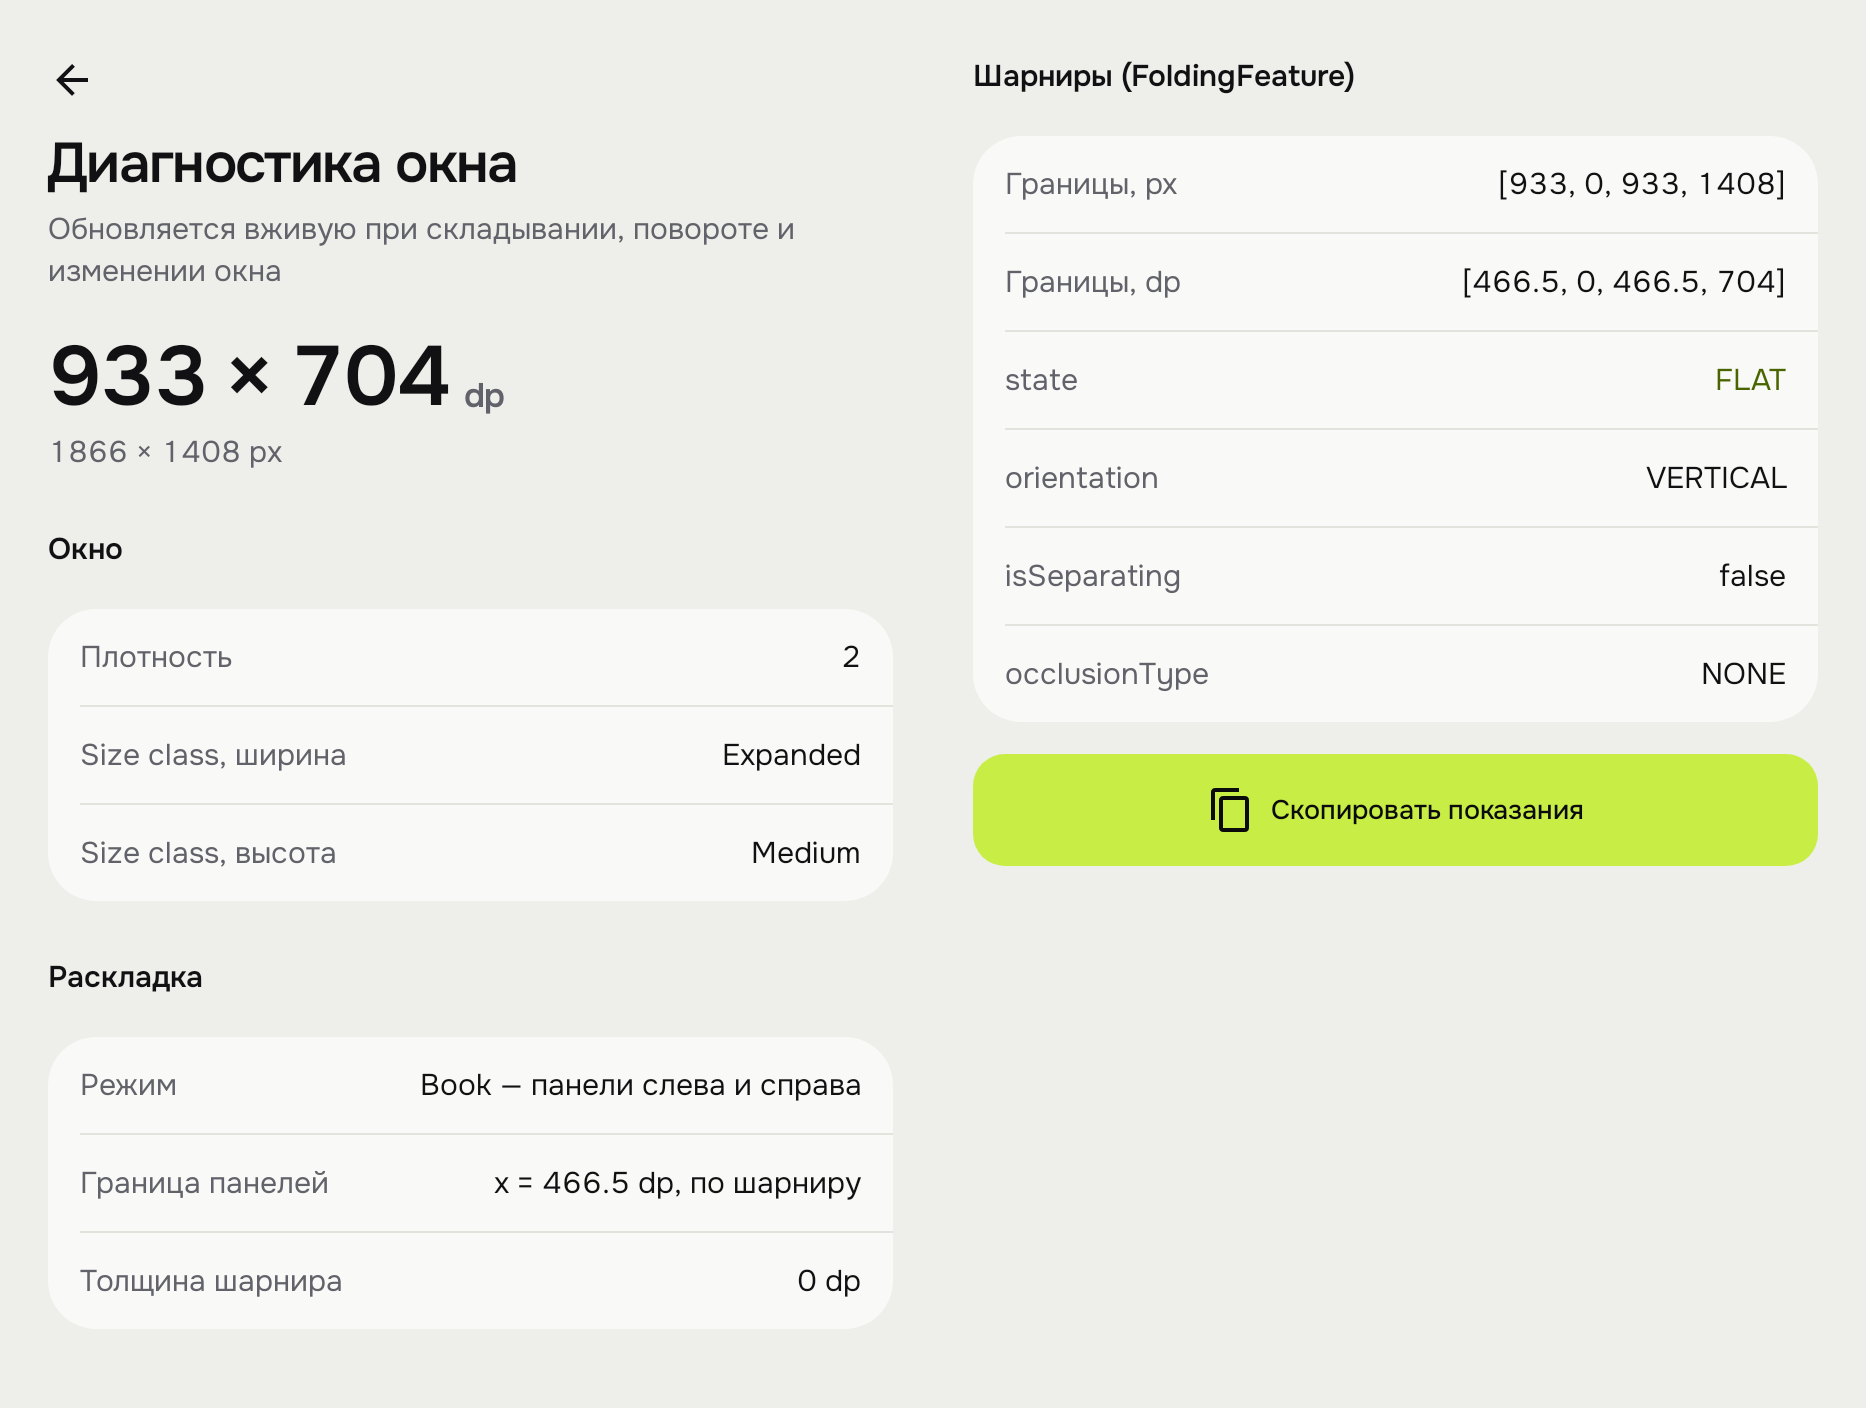 Диагностика окна
Обновляется вживую при складывании, повороте и
изменении окна
933 × 704 dp
1866 × 1408 px
Окно
Плотность 2
Size class, ширина Expanded
Size class, высота Medium
Раскладка
Режим Book — панели слева и справа
Граница панелей x = 466.5 dp, по шарниру
Толщина шарнира 0 dp
Шарниры (FoldingFeature)
Границы, px [933, 0, 933, 1408]
Границы, dp [466.5, 0, 466.5, 704]
state FLAT
orientation VERTICAL
isSeparating false
occlusionType NONE
Скопировать показания